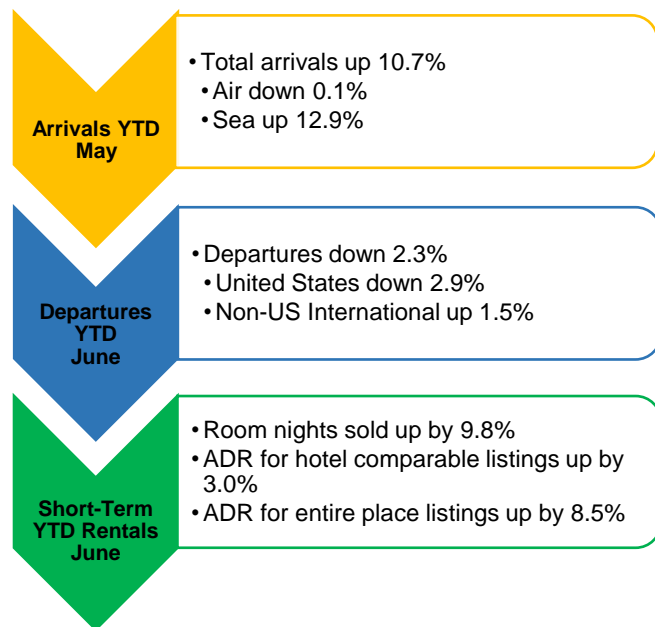 Arrivals YTD
May
• Total arrivals up 10.7%
• Air down 0.1%
• Sea up 12.9%
Departures
YTD
June
• Departures down 2.3%
• United States down 2.9%
• Non-US International up 1.5%
Short-Term
YTD Rentals
June
• Room nights sold up by 9.8%
• ADR for hotel comparable listings up by
3.0%
• ADR for entire place listings up by 8.5%